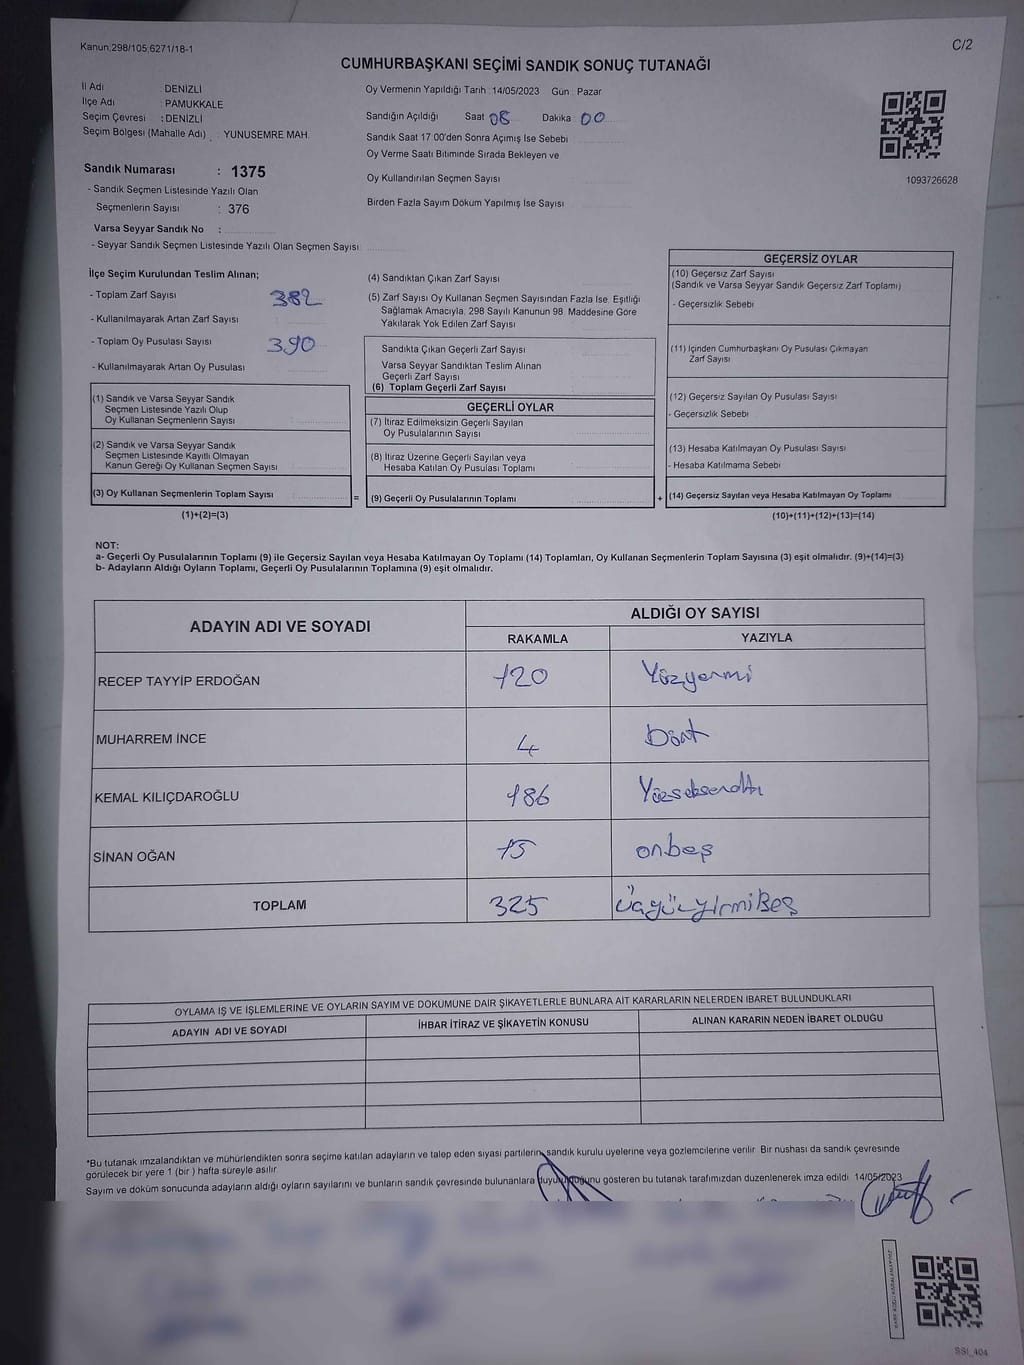 Kanun;298/105;6271/18-1
C/2
CUMHURBAŞKANI SEÇİMİ SANDIK SONUÇ TUTANAĞI
İl Adı DENİZLİ
İlçe Adı : PAMUKKALE
Seçim Çevresi : DENİZLİ
Seçim Bölgesi (Mahalle Adı) : YUNUSEMRE MAH.
Sandık Numarası : 1375
- Sandık Seçmen Listesinde Yazılı Olan
Seçmenlerin Sayısı : 376
Varsa Seyyar Sandık No :
- Seyyar Sandık Seçmen Listesinde Yazılı Olan Seçmen Sayısı
Oy Vermenin Yapıldığı Tarih :14/05/2023 Gün : Pazar
Sandığın Açıldığı Saat 08 Dakika 00
Sandık Saat 17:00'den Sonra Açımış İse Sebebi
Oy Verme Saati Bitiminde Sırada Bekleyen ve
Oy Kullandırılan Seçmen Sayısı
Birden Fazla Sayım Döküm Yapılmış İse Sayısı
1093726628
İlçe Seçim Kurulundan Teslim Alınan;
- Toplam Zarf Sayısı 382
- Kullanılmayarak Artan Zarf Sayısı
- Toplam Oy Pusulası Sayısı 390
- Kullanılmayarak Artan Oy Pusulası
(1) Sandık ve Varsa Seyyar Sandık
Seçmen Listesinde Yazılı Olup
Oy Kullanan Seçmenlerin Sayısı
(2) Sandık ve Varsa Seyyar Sandık
Seçmen Listesinde Kayıtlı Olmayan
Kanun Gereği Oy Kullanan Seçmen Sayısı
(3) Oy Kullanan Seçmenlerin Toplam Sayısı
(1)+(2)=(3)
(4) Sandıktan Çıkan Zarf Sayısı
(5) Zarf Sayısı Oy Kullanan Seçmen Sayısından Fazla İse, Eşitliği
Sağlamak Amacıyla, 298 Sayılı Kanunun 98. Maddesine Göre
Yakılarak Yok Edilen Zarf Sayısı
Sandıkta Çıkan Geçerli Zarf Sayısı
Varsa Seyyar Sandıktan Teslim Alınan
Geçerli Zarf Sayısı
(6) Toplam Geçerli Zarf Sayısı
GEÇERLİ OYLAR
(7) İtiraz Edilmeksizin Geçerli Sayılan
Oy Pusulalarının Sayısı
(8) İtiraz Üzerine Geçerli Sayılan veya
Hesaba Katılan Oy Pusulası Toplamı
= (9) Geçerli Oy Pusulalarının Toplamı
GEÇERSİZ OYLAR
(10) Geçersiz Zarf Sayısı
(Sandık ve Varsa Seyyar Sandık Geçersiz Zarf Toplamı)
- Geçersizlik Sebebi
(11) İçinden Cumhurbaşkanı Oy Pusulası Çıkmayan
Zarf Sayısı
(12) Geçersiz Sayılan Oy Pusulası Sayısı
- Geçersizlik Sebebi
(13) Hesaba Katılmayan Oy Pusulası Sayısı
- Hesaba Katılmama Sebebi
+ (14) Geçersiz Sayılan veya Hesaba Katılmayan Oy Toplamı
(10)+(11)+(12)+(13)=(14)
NOT:
a- Geçerli Oy Pusulalarının Toplamı (9) ile Geçersiz Sayılan veya Hesaba Katılmayan Oy Toplamı (14) Toplamları, Oy Kullanan Seçmenlerin Toplam Sayısına (3) eşit olmalıdır. (9)+(14)=(3)
b- Adayların Aldığı Oyların Toplamı, Geçerli Oy Pusulalarının Toplamına (9) eşit olmalıdır.
ADAYIN ADI VE SOYADI ALDIĞI OY SAYISI
RAKAMLA YAZIYLA
RECEP TAYYİP ERDOĞAN 120 Yüzyermi
MUHARREM İNCE 4 Dört
KEMAL KILIÇDAROĞLU 186 Yüzseksenaltı
SİNAN OĞAN 15 onbeş
TOPLAM 325 ÜçyüzyirmiBeş
OYLAMA İŞ VE İŞLEMLERİNE VE OYLARIN SAYIM VE DÖKÜMÜNE DAİR ŞİKAYETLERLE BUNLARA AİT KARARLARIN NELERDEN İBARET BULUNDUKLARI
ADAYIN ADI VE SOYADI İHBAR İTİRAZ VE ŞİKAYETİN KONUSU ALINAN KARARIN NEDEN İBARET OLDUĞU
*Bu tutanak imzalandıktan ve mühürlendikten sonra seçime katılan adayların ve talep eden siyasi partilerin, sandık kurulu üyelerine veya gözlemcilerine verilir. Bir nüshası da sandık çevresinde
görülecek bir yere 1 (bir ) hafta süreyle asılır.
Sayım ve döküm sonucunda adayların aldığı oyların sayılarını ve bunların sandık çevresinde bulunanlara duyurulduğunu gösteren bu tutanak tarafımızdan düzenlenerek imza edildi. 14/05/2023
SSI_404